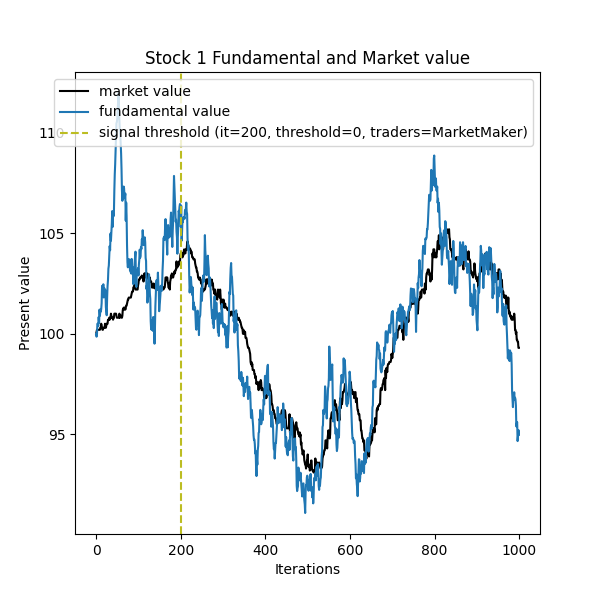 Stock 1 Fundamental and Market value
market value
fundamental value
signal threshold (it=200, threshold=0, traders=MarketMaker)
110
105
100
95
Present value
0 200 400 600 800 1000
Iterations